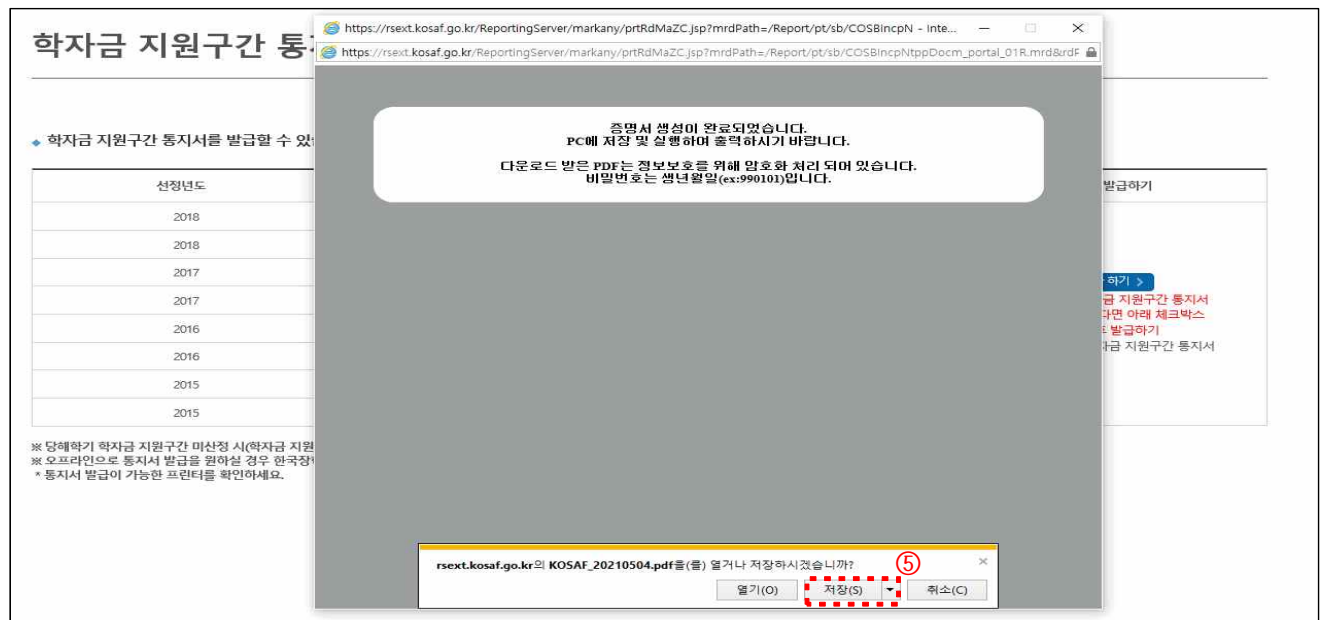 학자금 지원구간 통
https://rsext.kosaf.go.kr/ReportingServer/markany/prtRdMaZC.jsp?mrdPath=/Report/pt/sb/COSBIncpN - Inte...
https://rsext.kosaf.go.kr/ReportingServer/markany/prtRdMaZC.jsp?mrdPath=/Report/pt/sb/COSBIncpNtppDocm_portal_01R.mrd&rdF
증명서 생성이 완료되었습니다.
PC에 저장 및 실행하여 출력하시기 바랍니다.
다운로드 받은 PDF는 정보보호를 위해 암호화 처리 되어 있습니다.
비밀번호는 생년월일(ex:990101)입니다.
◆ 학자금 지원구간 통지서를 발급할 수 있
선정년도
발급하기
2018
2018
2017
2017
2016
2016
2015
2015
하기 >
금 지원구간 통지서
다면 아래 체크박스
발급하기
자금 지원구간 통지서
※ 당해학기 학자금 지원구간 미산정 시(학자금 지원
※ 오프라인으로 통지서 발급을 원하실 경우 한국장
* 통지서 발급이 가능한 프린터를 확인하세요.
rsext.kosaf.go.kr의 KOSAF_20210504.pdf을(를) 열거나 저장하시겠습니까?
⑤
열기(O) 저장(S) 취소(C)